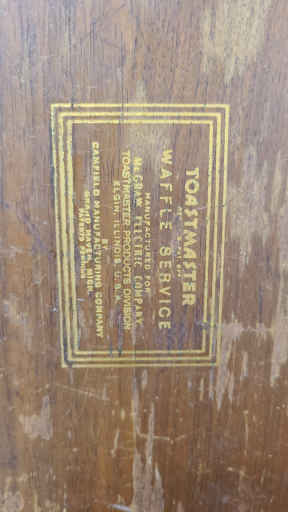 TOASTMASTER
WAFFLE SERVICE
MANUFACTURED FOR
McGRAW ELECTRIC COMPANY
TOASTMASTER PRODUCTS DIVISION
ELGIN, ILLINOIS, U.S.A.
BY
CANFIELD MANUFACTURING COMPANY
GRAND HAVEN, MICH.
PATENTS PENDING